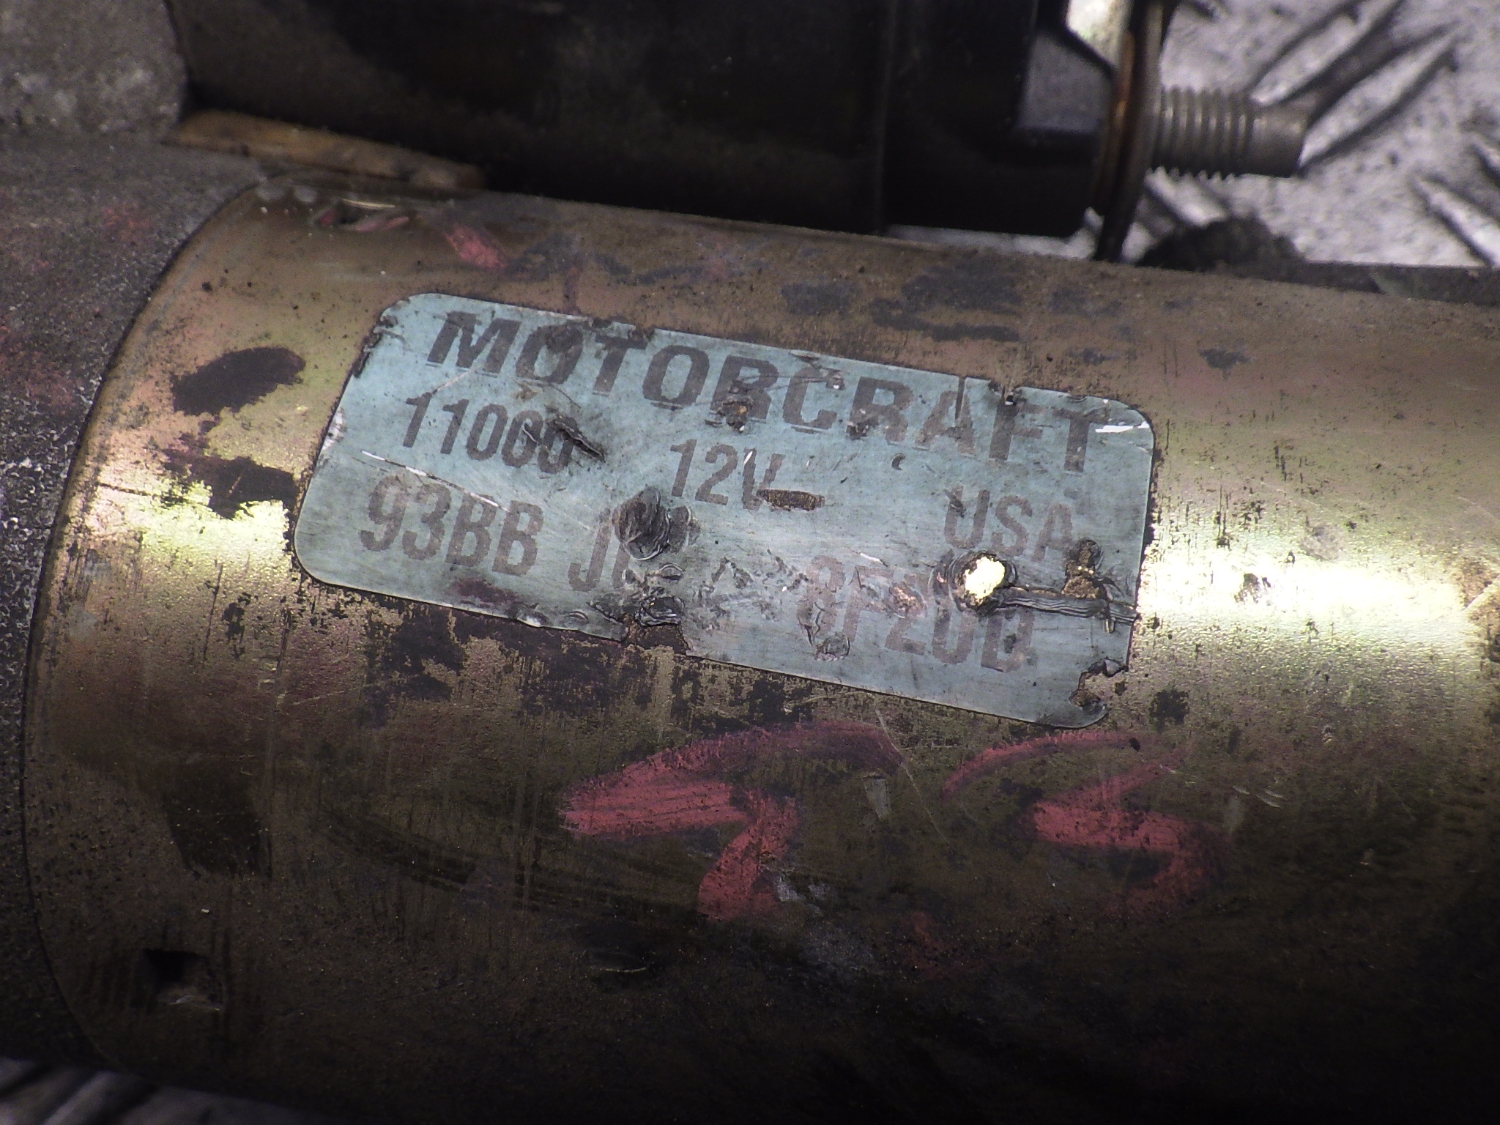 MOTORCRAFT
11000 12V USA
93BB